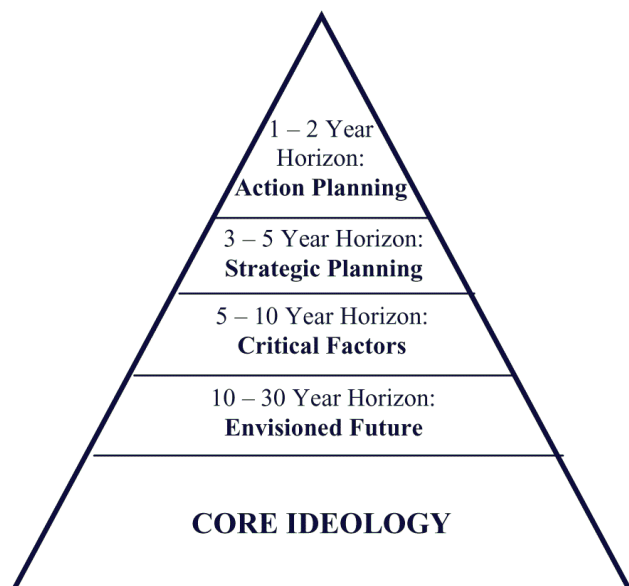 1 – 2 Year
Horizon:
Action Planning
3 – 5 Year Horizon:
Strategic Planning
5 – 10 Year Horizon:
Critical Factors
10 – 30 Year Horizon:
Envisioned Future
CORE IDEOLOGY